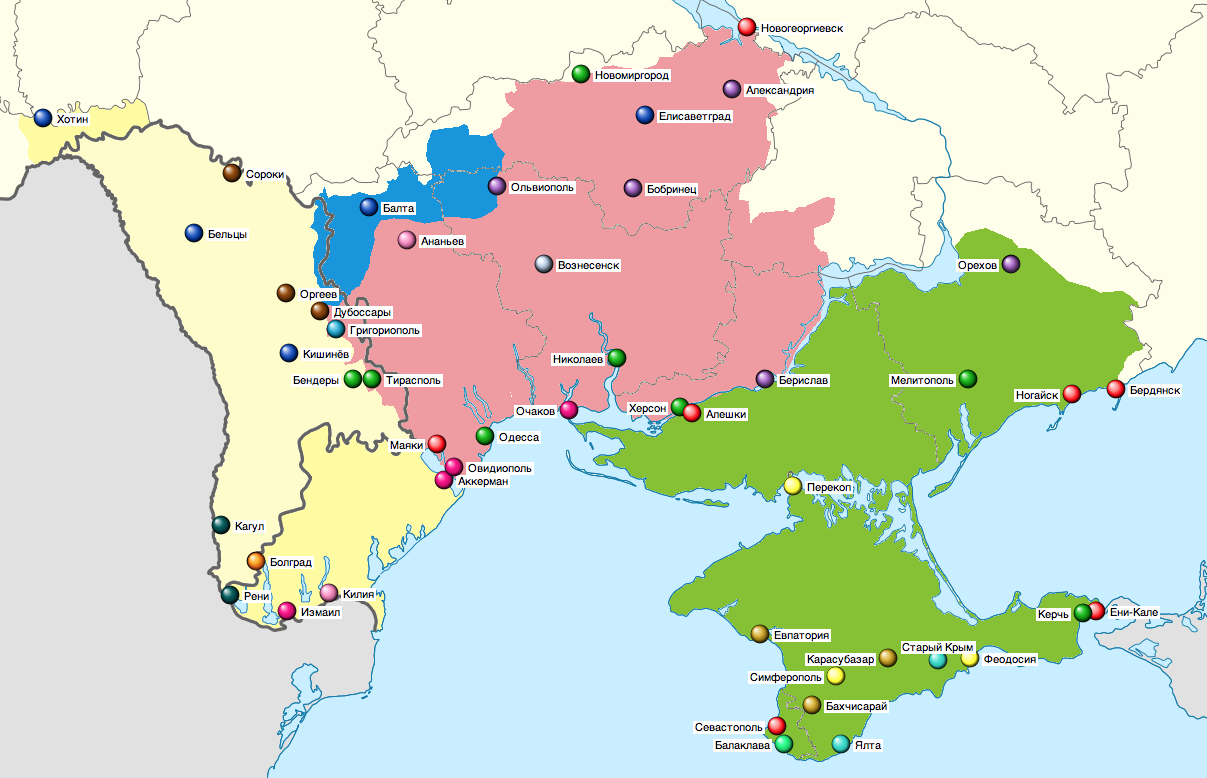 Новогеоргиевск
Новомиргород
Александрия
Елисаветград
Хотин
Сороки
Ольвиополь
Бобринец
Балта
Бельцы
Ананьев
Вознесенск
Орехов
Оргеев
Дубоссары
Григориополь
Кишинёв
Николаев
Бендеры
Тирасполь
Берислав
Мелитополь
Ногайск
Бердянск
Очаков
Херсон
Алешки
Одесса
Маяки
Овидиополь
Аккерман
Перекоп
Кагул
Болград
Рени
Килия
Измаил
Керчь
Ени-Кале
Евпатория
Старый Крым
Карасубазар
Феодосия
Симферополь
Бахчисарай
Севастополь
Балаклава
Ялта